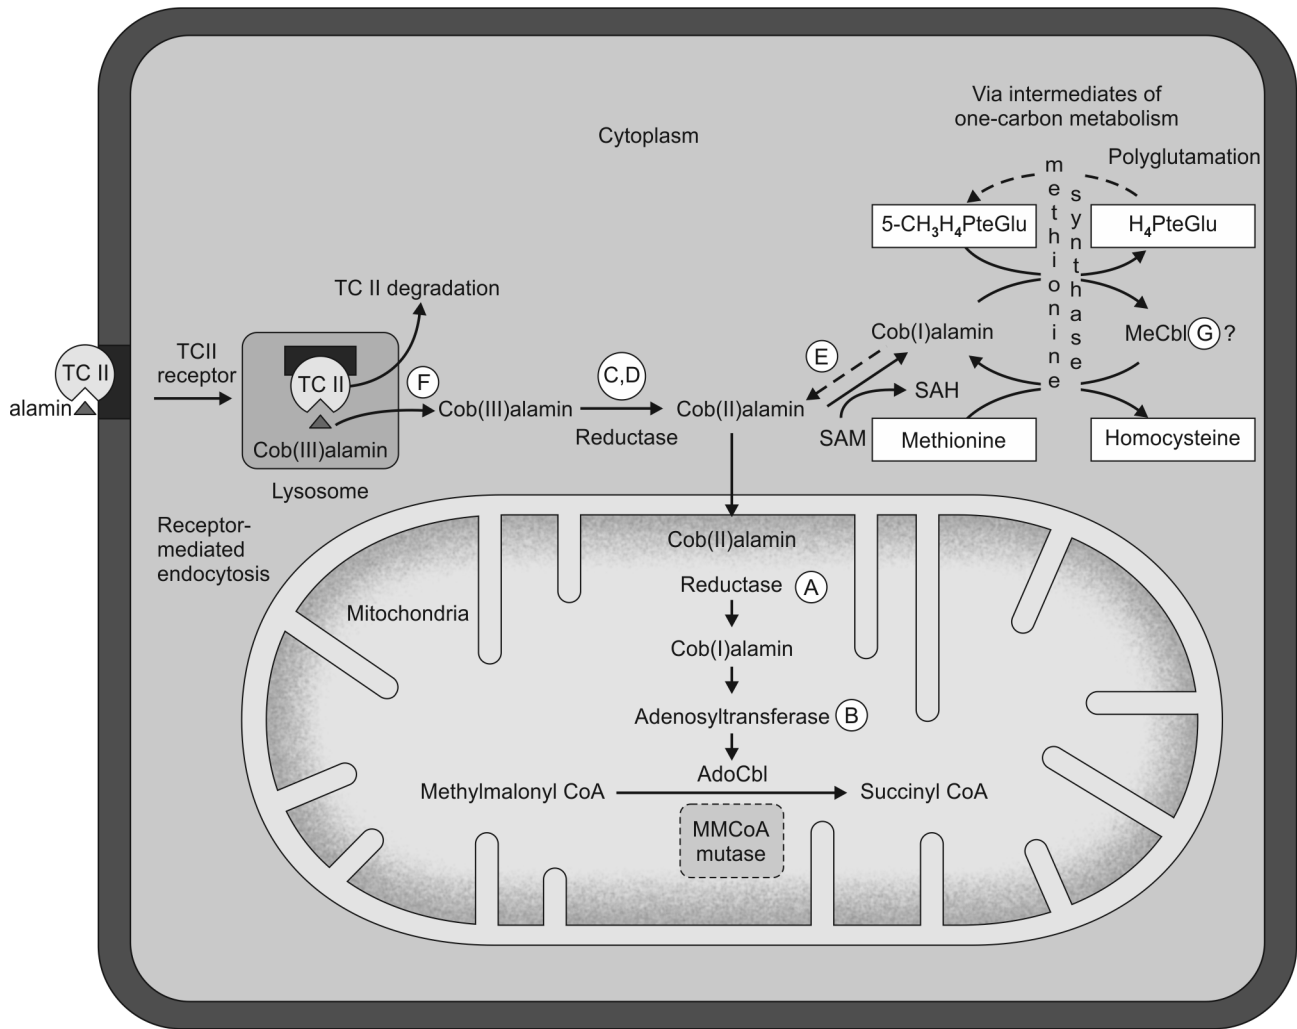 Via intermediates of
one-carbon metabolism
Cytoplasm
Polyglutamation
methionine
synthase
5-CH₃H₄PteGlu
H₄PteGlu
TC II degradation
Cob(I)alamin
MeCbl G ?
E
TCII
receptor
TC II
alamin
TC II
F
C,D
SAH
Cob(III)alamin
Cob(II)alamin
Reductase
SAM
Methionine
Homocysteine
Cob(III)alamin
Lysosome
Receptor-
mediated
endocytosis
Cob(II)alamin
Reductase A
Mitochondria
Cob(I)alamin
Adenosyltransferase B
AdoCbl
Methylmalonyl CoA
Succinyl CoA
MMCoA
mutase